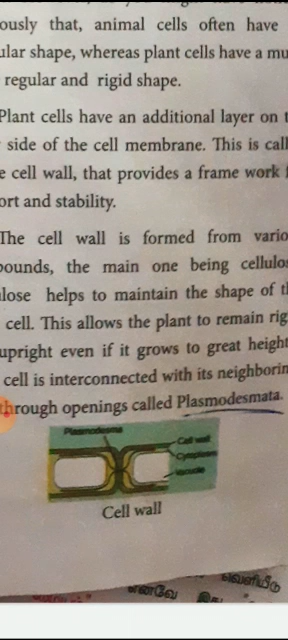 ously that, animal cells often have
ular shape, whereas plant cells have a mu
regular and rigid shape.
Plant cells have an additional layer on t
side of the cell membrane. This is call
e cell wall, that provides a frame work f
ort and stability.
The cell wall is formed from vario
pounds, the main one being cellulos
lose helps to maintain the shape of th
cell. This allows the plant to remain rig
upright even if it grows to great height
cell is interconnected with its neighborin
through openings called Plasmodesmata.
Plasmodesma
Cell wall
Cytoplasm
Vacuole
Cell wall
வெளியீடு
எனவே